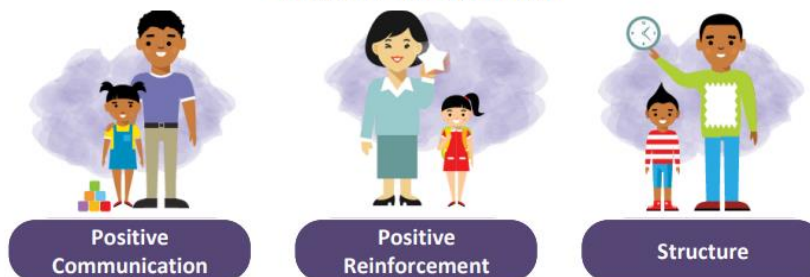 Positive
Communication
Positive
Reinforcement
Structure